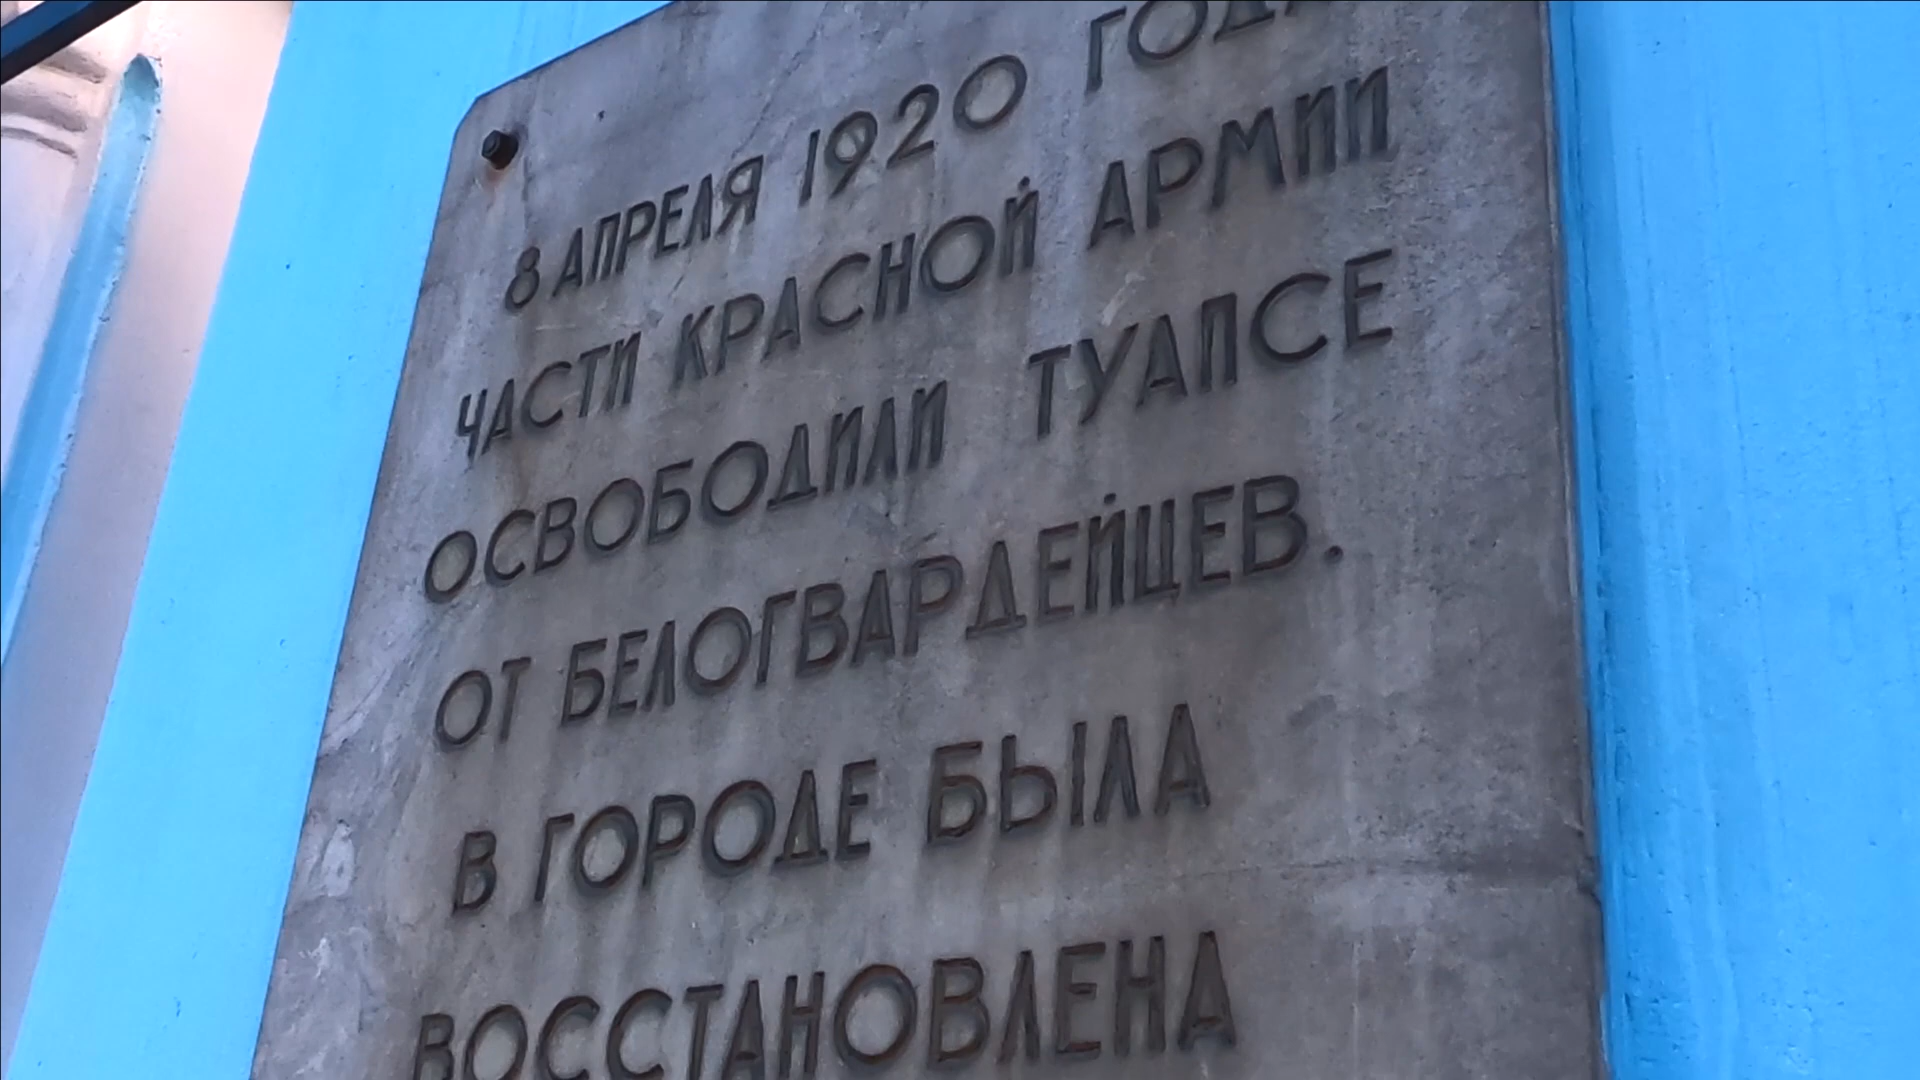 8 АПРЕЛЯ 1920 ГОДА
ЧАСТИ КРАСНОЙ АРМИИ
ОСВОБОДИЛИ ТУАПСЕ
ОТ БЕЛОГВАРДЕЙЦЕВ.
В ГОРОДЕ БЫЛА
ВОССТАНОВЛЕНА